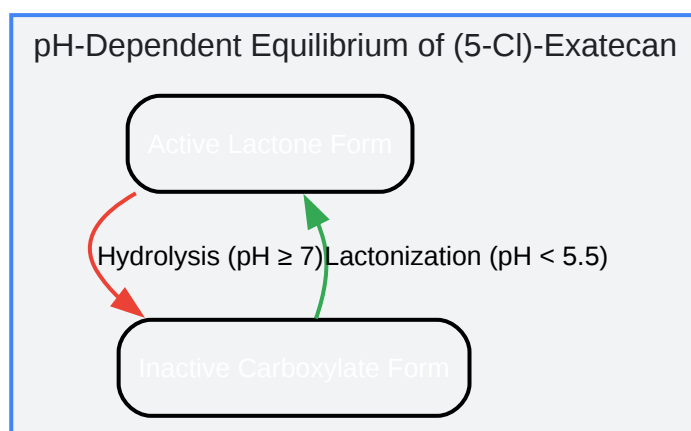 pH-Dependent Equilibrium of (5-Cl)-Exatecan
Active Lactone Form
Hydrolysis (pH ≥ 7)
Lactonization (pH < 5.5)
Inactive Carboxylate Form